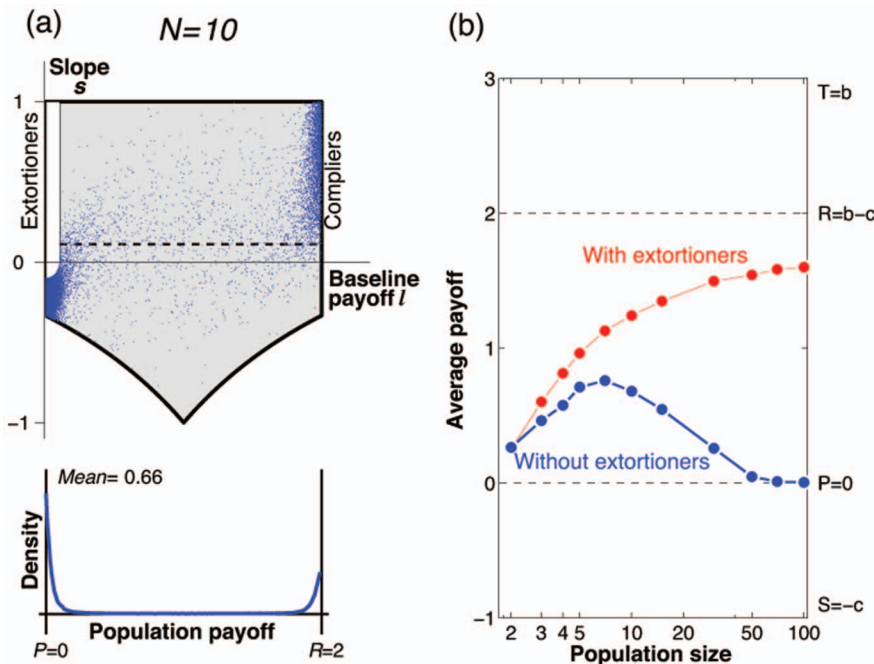 (a)
N=10
Slope
s
1
Extortioners
Compliers
0
Baseline
payoff l
-1
Mean= 0.66
Density
Population payoff
P=0
R=2
(b)
3
T=b
2
R=b-c
With extortioners
Average payoff
1
Without extortioners
0
P=0
-1
S=-c
2 3 4 5 10 20 50 100
Population size